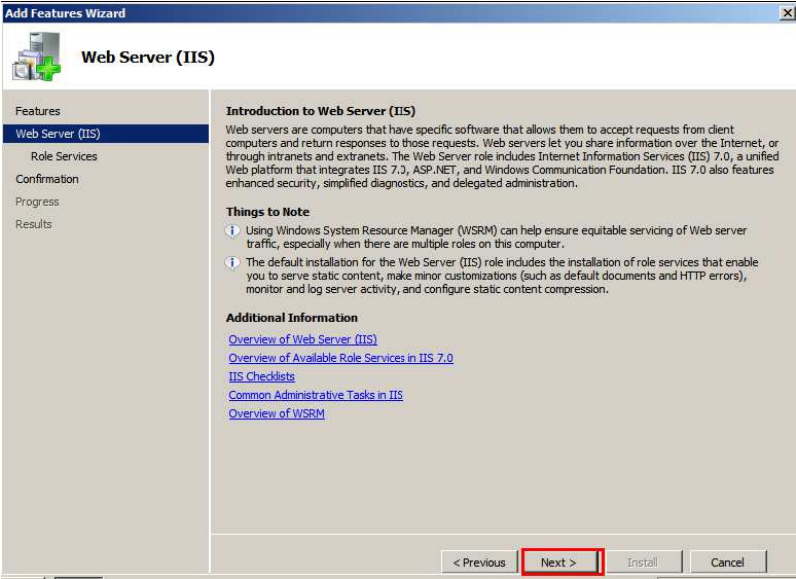 Add Features Wizard
Web Server (IIS)
Features
Web Server (IIS)
Role Services
Confirmation
Progress
Results
Introduction to Web Server (IIS)
Web servers are computers that have specific software that allows them to accept requests from client
computers and return responses to those requests. Web servers let you share information over the Internet, or
through intranets and extranets. The Web Server role includes Internet Information Services (IIS) 7.0, a unified
Web platform that integrates IIS 7.0, ASP.NET, and Windows Communication Foundation. IIS 7.0 also features
enhanced security, simplified diagnostics, and delegated administration.
Things to Note
Using Windows System Resource Manager (WSRM) can help ensure equitable servicing of Web server
traffic, especially when there are multiple roles on this computer.
The default installation for the Web Server (IIS) role includes the installation of role services that enable
you to serve static content, make minor customizations (such as default documents and HTTP errors),
monitor and log server activity, and configure static content compression.
Additional Information
Overview of Web Server (IIS)
Overview of Available Role Services in IIS 7.0
IIS Checklists
Common Administrative Tasks in IIS
Overview of WSRM
< Previous Next > Install Cancel